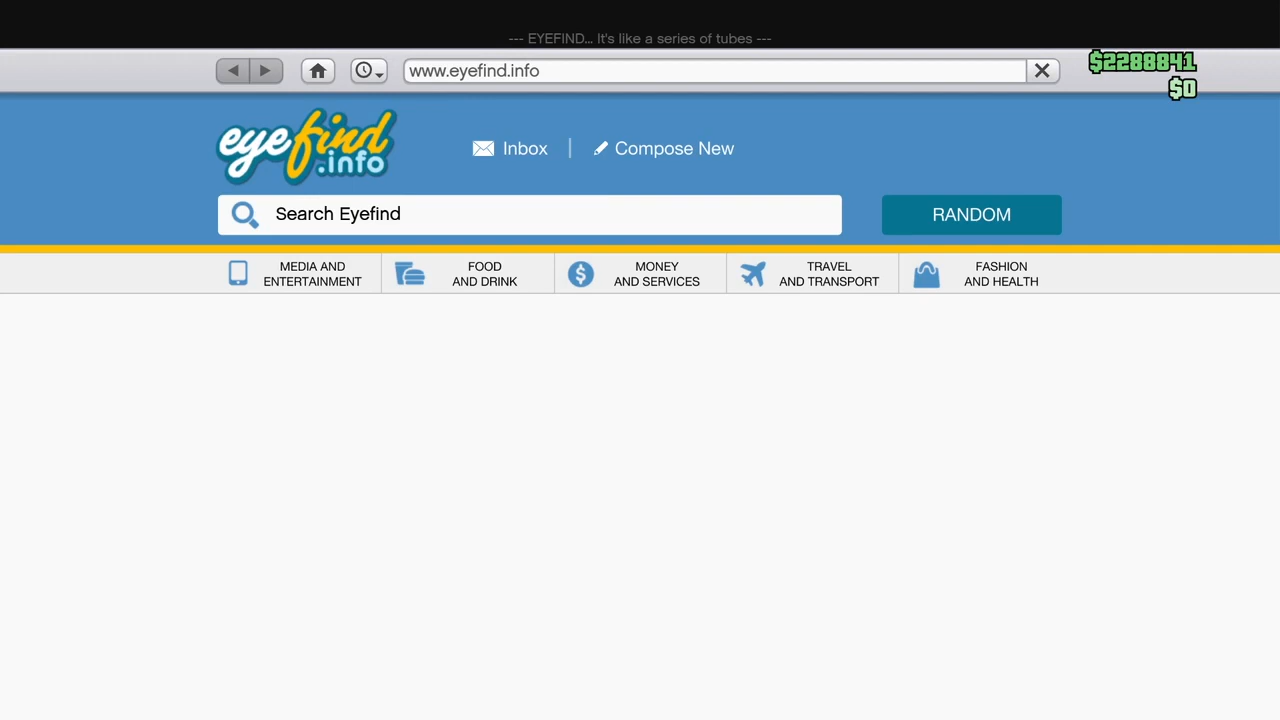 --- EYEFIND... It's like a series of tubes ---
www.eyefind.info
$2288841
$0
eyefind
.info
Inbox
Compose New
Search Eyefind
RANDOM
MEDIA AND
ENTERTAINMENT
FOOD
AND DRINK
MONEY
AND SERVICES
TRAVEL
AND TRANSPORT
FASHION
AND HEALTH